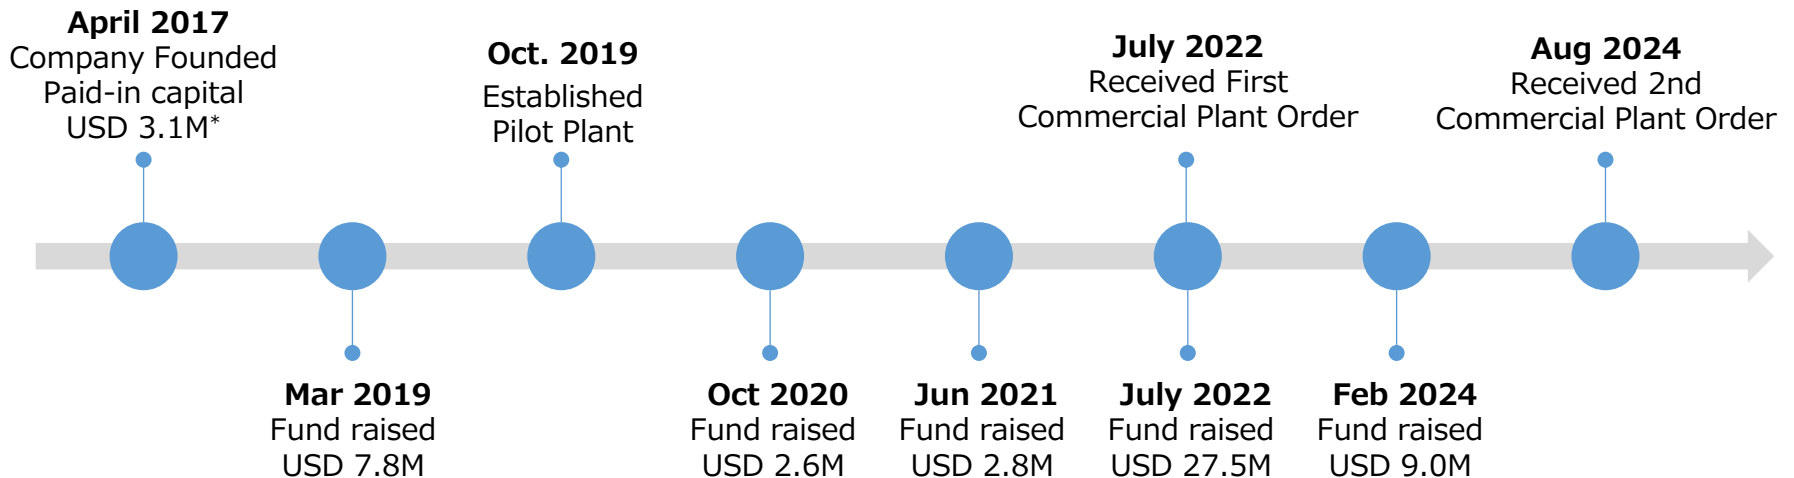 April 2017
Company Founded
Paid-in capital
USD 3.1M*
Oct. 2019
Established
Pilot Plant
July 2022
Received First
Commercial Plant Order
Aug 2024
Received 2nd
Commercial Plant Order
Mar 2019
Fund raised
USD 7.8M
Oct 2020
Fund raised
USD 2.6M
Jun 2021
Fund raised
USD 2.8M
July 2022
Fund raised
USD 27.5M
Feb 2024
Fund raised
USD 9.0M